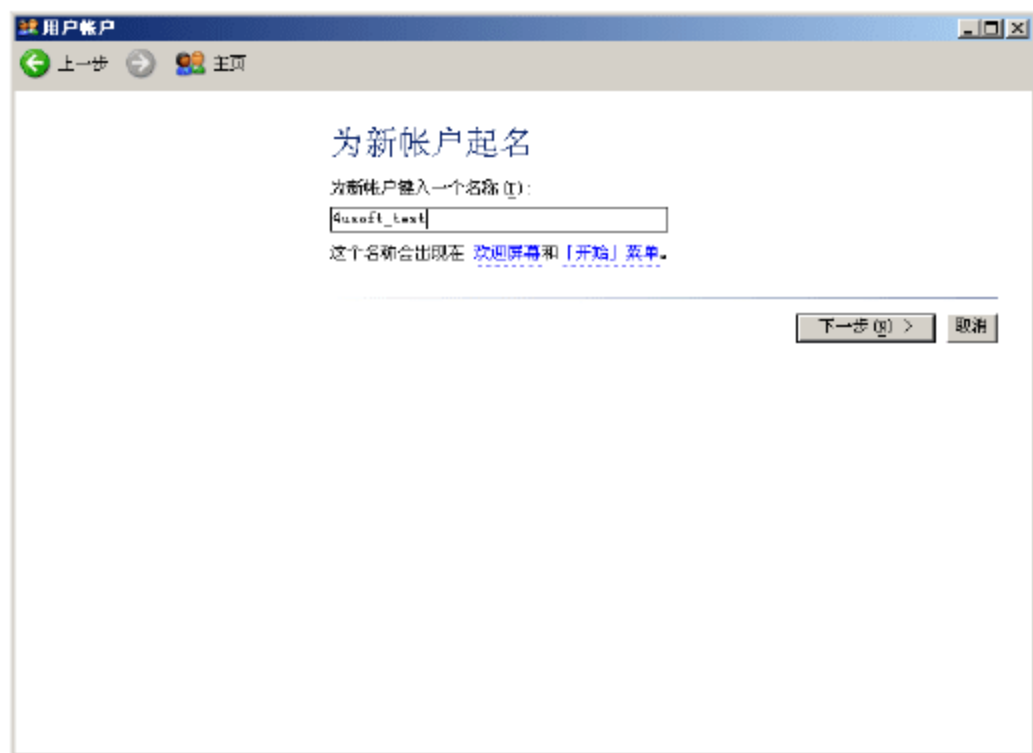 用户帐户
上一步 主页
为新帐户起名
为新帐户键入一个名称(T):
4usoft_test
这个名称会出现在 欢迎屏幕和「开始」菜单。
下一步(N) > 取消